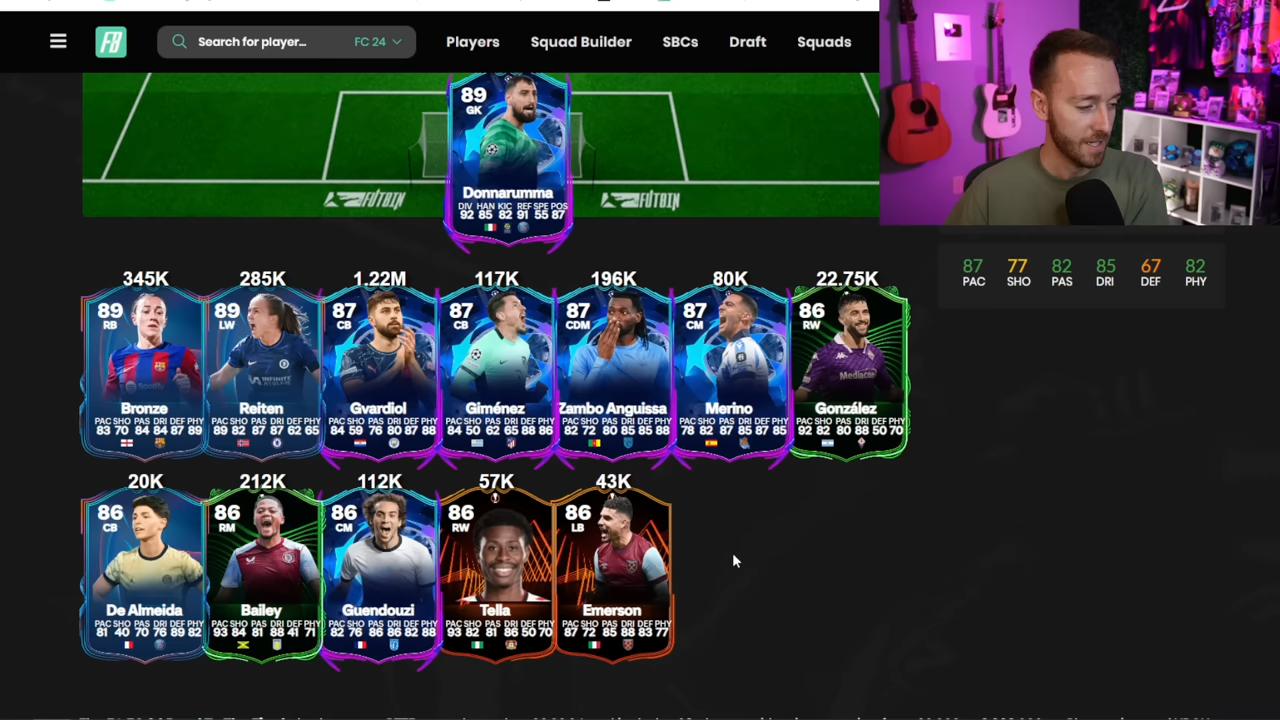 FB Search for player... FC 24 Players Squad Builder SBCs Draft Squads
89
GK
FUTBIN FUTBIN
Donnarumma
DIV HAN KIC REF SPE POS
92 85 82 91 55 87
87 77 82 85 67 82
PAC SHO PAS DRI DEF PHY
345K 285K 1.22M 117K 196K 80K 22.75K
89 89 87 87 87 87 86
RB LW CB CB CDM CM RW
Bronze Reiten Gvardiol Giménez Zambo Anguissa Merino González
PAC SHO PAS DRI DEF PHY PAC SHO PAS DRI DEF PHY PAC SHO PAS DRI DEF PHY PAC SHO PAS DRI DEF PHY PAC SHO PAS DRI DEF PHY PAC SHO PAS DRI DEF PHY PAC SHO PAS DRI DEF PHY
83 70 84 84 87 89 89 82 87 87 62 65 84 59 76 80 87 88 84 50 62 65 88 86 82 72 80 85 85 88 78 82 87 85 87 85 92 82 80 88 50 70
20K 212K 112K 57K 43K
86 86 86 86 86
CB RM CM RW LB
De Almeida Bailey Guendouzi Tella Emerson
PAC SHO PAS DRI DEF PHY PAC SHO PAS DRI DEF PHY PAC SHO PAS DRI DEF PHY PAC SHO PAS DRI DEF PHY PAC SHO PAS DRI DEF PHY
81 40 70 76 89 82 93 84 81 88 41 71 82 76 86 86 82 88 93 82 81 86 50 70 87 72 85 88 83 77